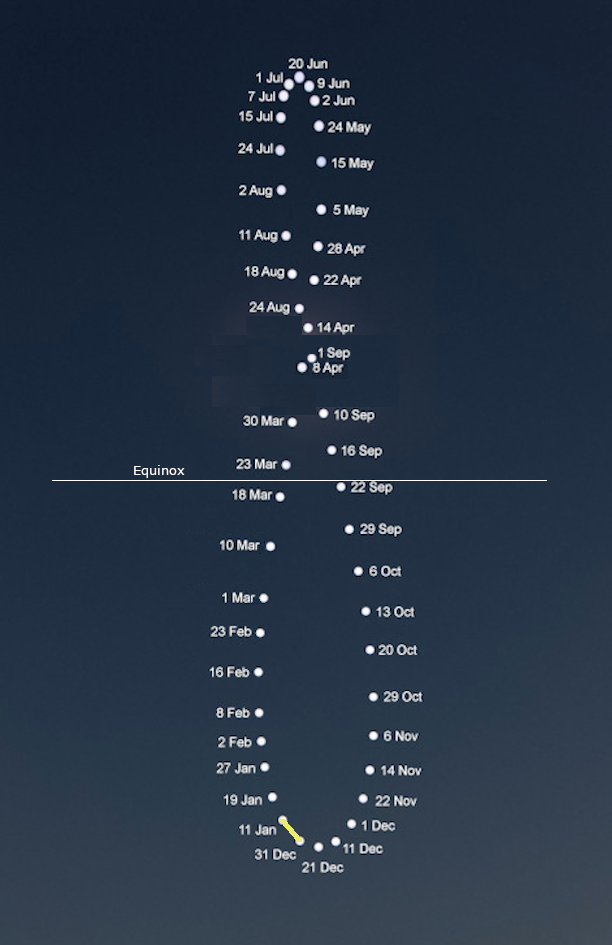 20 Jun
1 Jul
9 Jun
7 Jul
2 Jun
15 Jul
24 May
24 Jul
15 May
2 Aug
5 May
11 Aug
28 Apr
18 Aug
22 Apr
24 Aug
14 Apr
1 Sep
8 Apr
10 Sep
30 Mar
16 Sep
23 Mar
Equinox
22 Sep
18 Mar
29 Sep
10 Mar
6 Oct
1 Mar
13 Oct
23 Feb
20 Oct
16 Feb
29 Oct
8 Feb
6 Nov
2 Feb
27 Jan
14 Nov
19 Jan
22 Nov
11 Jan
1 Dec
31 Dec
11 Dec
21 Dec